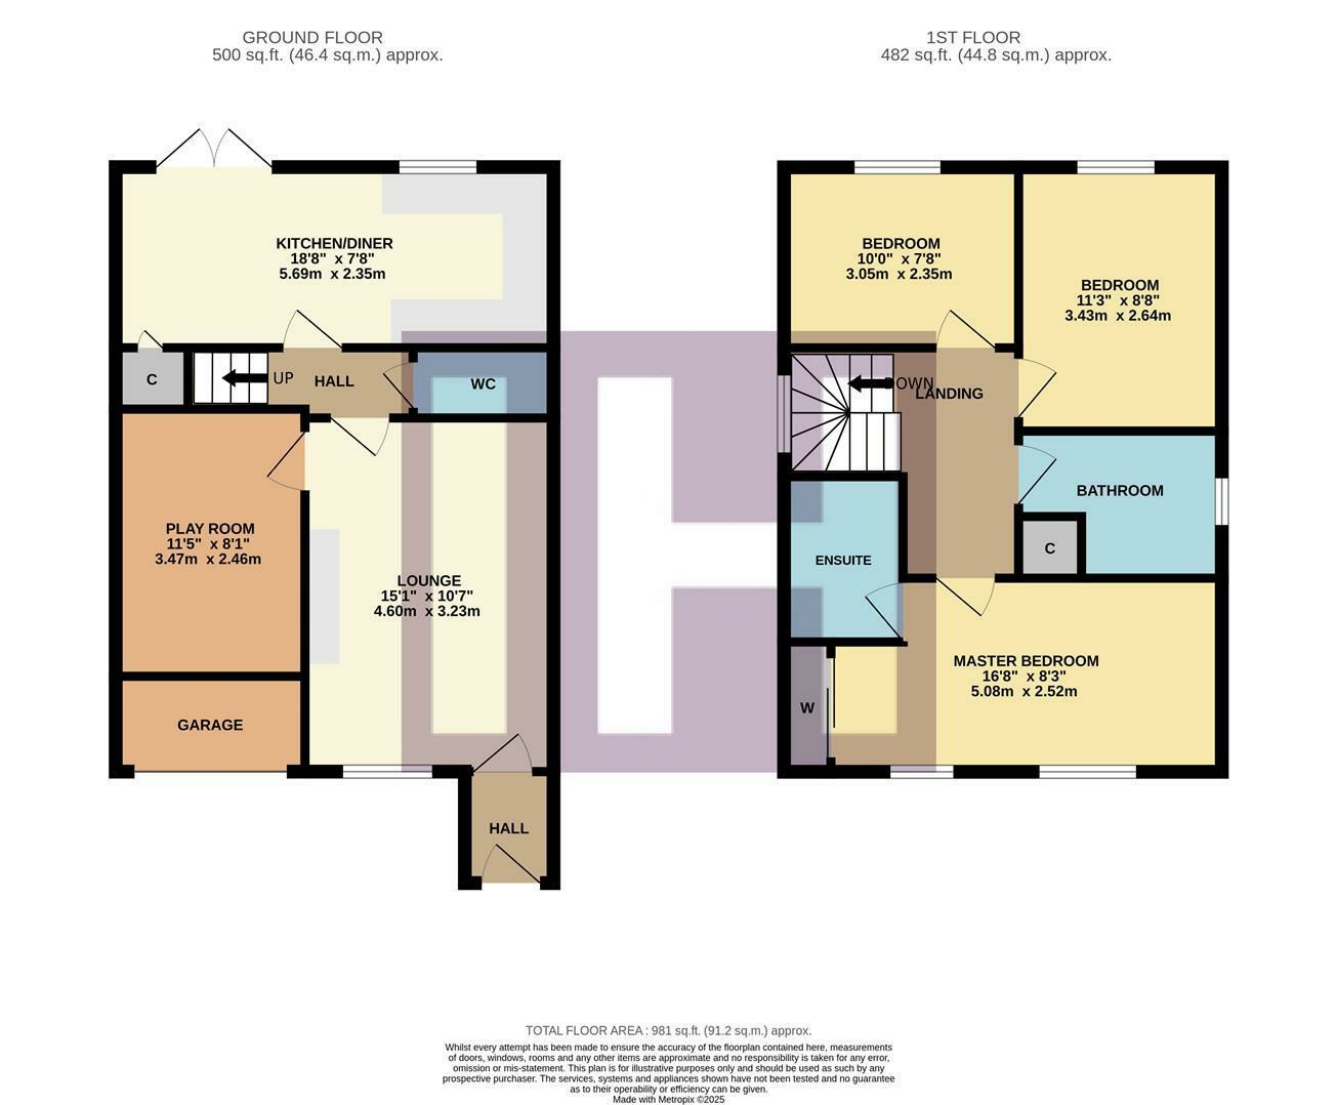 GROUND FLOOR
500 sq.ft. (46.4 sq.m.) approx.
1ST FLOOR
482 sq.ft. (44.8 sq.m.) approx.
KITCHEN/DINER
18'8" x 7'8"
5.69m x 2.35m
C
UP
HALL
WC
PLAY ROOM
11'5" x 8'1"
3.47m x 2.46m
LOUNGE
15'1" x 10'7"
4.60m x 3.23m
GARAGE
HALL
BEDROOM
10'0" x 7'8"
3.05m x 2.35m
BEDROOM
11'3" x 8'8"
3.43m x 2.64m
DOWN
LANDING
BATHROOM
C
ENSUITE
MASTER BEDROOM
16'8" x 8'3"
5.08m x 2.52m
W
TOTAL FLOOR AREA : 981 sq.ft. (91.2 sq.m.) approx.
Whilst every attempt has been made to ensure the accuracy of the floorplan contained here, measurements
of doors, windows, rooms and any other items are approximate and no responsibility is taken for any error,
omission or mis-statement. This plan is for illustrative purposes only and should be used as such by any
prospective purchaser. The services, systems and appliances shown have not been tested and no guarantee
as to their operability or efficiency can be given.
Made with Metropix ©2025